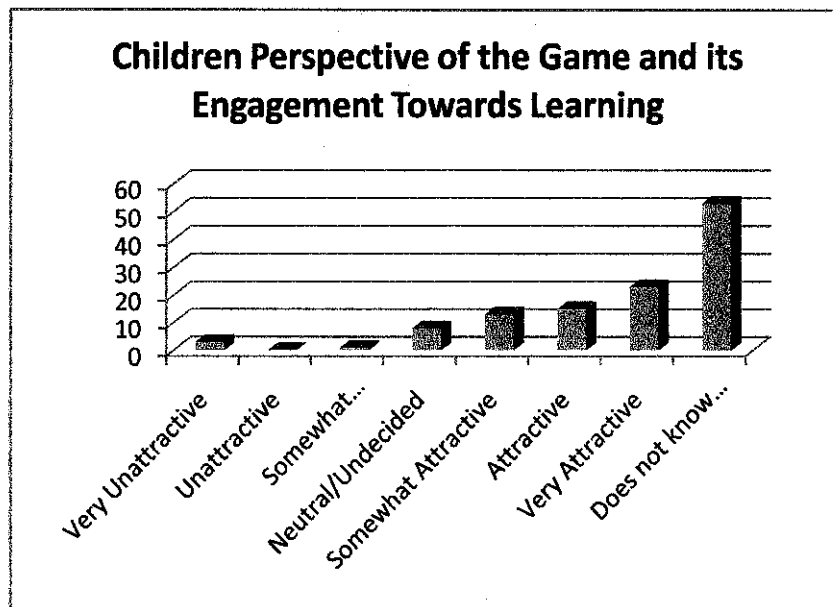 Children Perspective of the Game and its
Engagement Towards Learning
60
50
40
30
20
10
0
Very Unattractive
Unattractive
Somewhat...
Neutral/Undecided
Somewhat Attractive
Attractive
Very Attractive
Does not know...